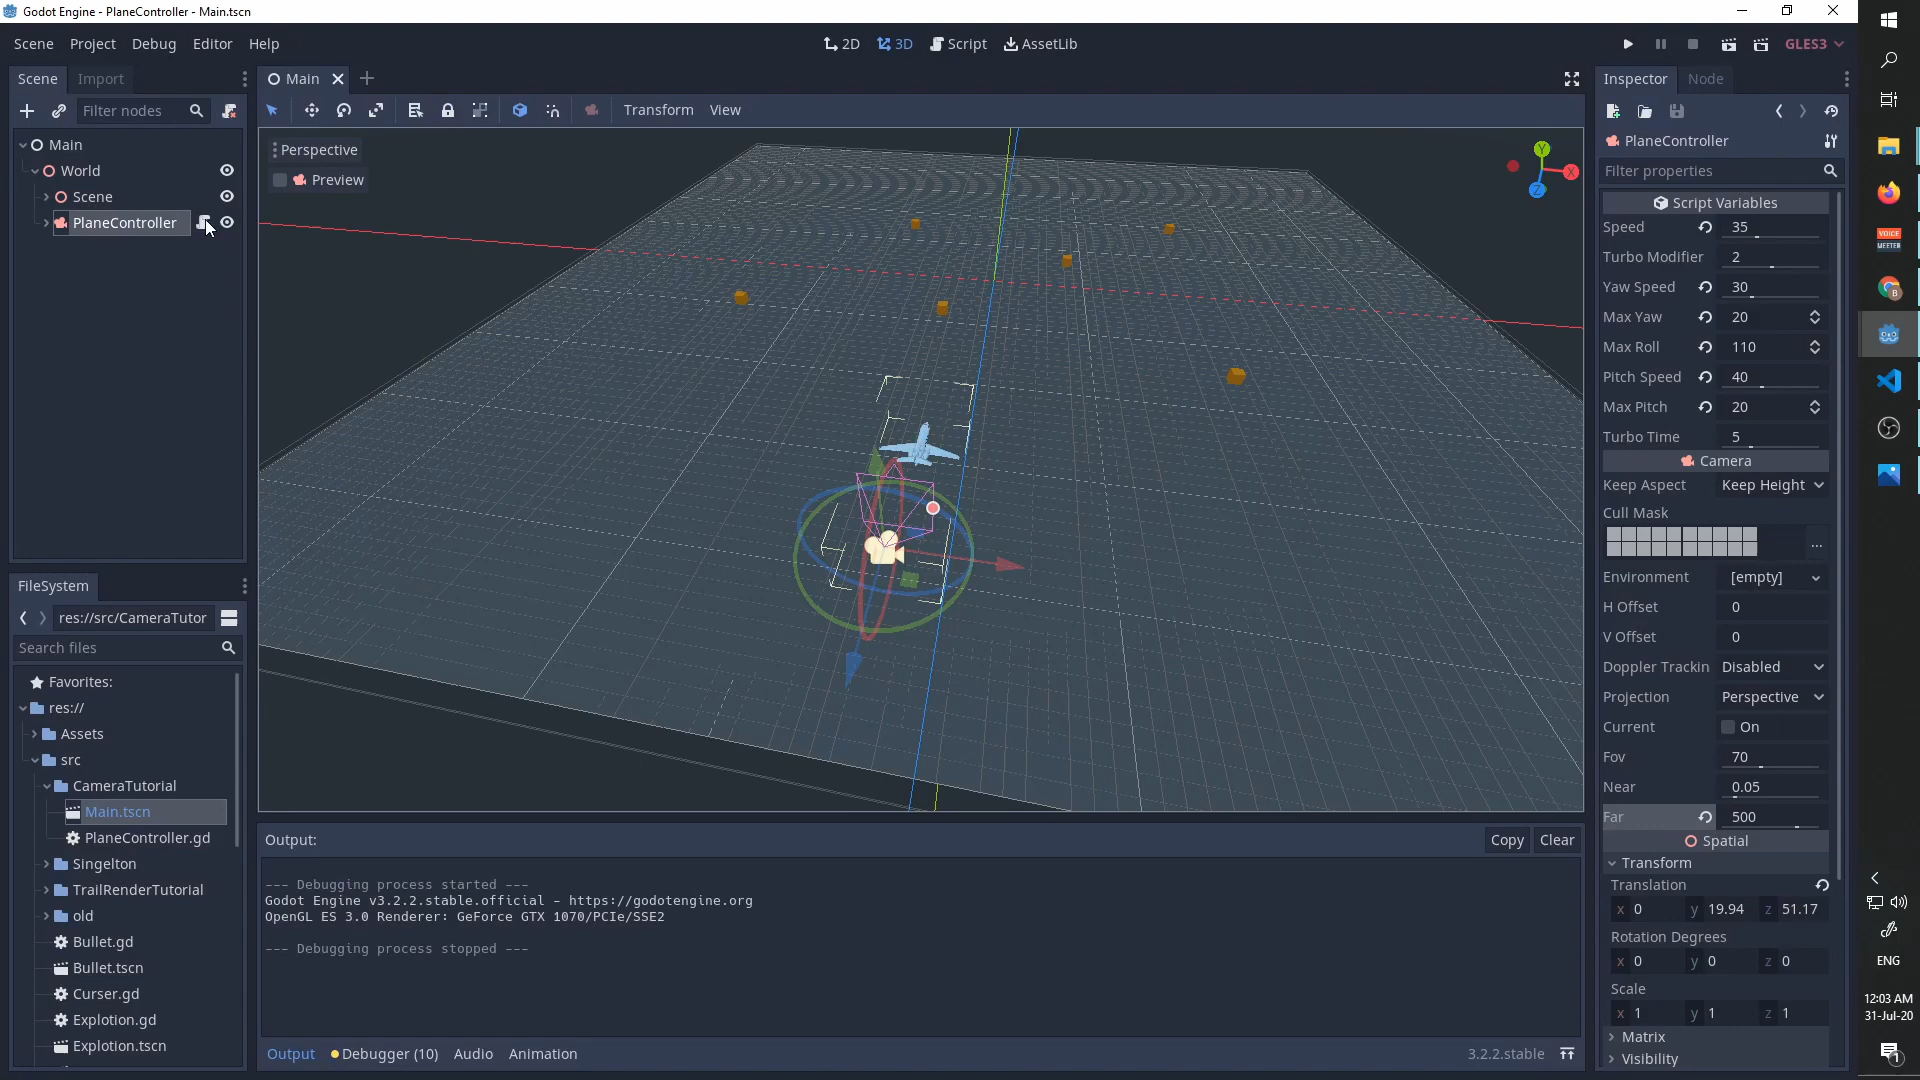 Godot Engine - PlaneController - Main.tscn
Scene Project Debug Editor Help
2D 3D Script AssetLib
GLES3
Scene Import
Filter nodes
Main
World
Scene
PlaneController
Main
Transform View
Perspective
Preview
Y
X
Z
FileSystem
res://src/CameraTutor
Search files
Favorites:
res://
Assets
src
CameraTutorial
Main.tscn
PlaneController.gd
Singelton
TrailRenderTutorial
old
Bullet.gd
Bullet.tscn
Curser.gd
Explotion.gd
Explotion.tscn
Output:
Copy Clear
--- Debugging process started ---
Godot Engine v3.2.2.stable.official - https://godotengine.org
OpenGL ES 3.0 Renderer: GeForce GTX 1070/PCIe/SSE2
--- Debugging process stopped ---
Output Debugger (10) Audio Animation
3.2.2.stable
Inspector Node
PlaneController
Filter properties
Script Variables
Speed 35
Turbo Modifier 2
Yaw Speed 30
Max Yaw 20
Max Roll 110
Pitch Speed 40
Max Pitch 20
Turbo Time 5
Camera
Keep Aspect Keep Height
Cull Mask
...
Environment [empty]
H Offset 0
V Offset 0
Doppler Trackin Disabled
Projection Perspective
Current On
Fov 70
Near 0.05
Far 500
Spatial
Transform
Translation
x 0 y 19.94 z 51.17
Rotation Degrees
x 0 y 0 z 0
Scale
x 1 y 1 z 1
Matrix
Visibility
VOICE
MEETER
B
ENG
12:03 AM
31-Jul-20
1